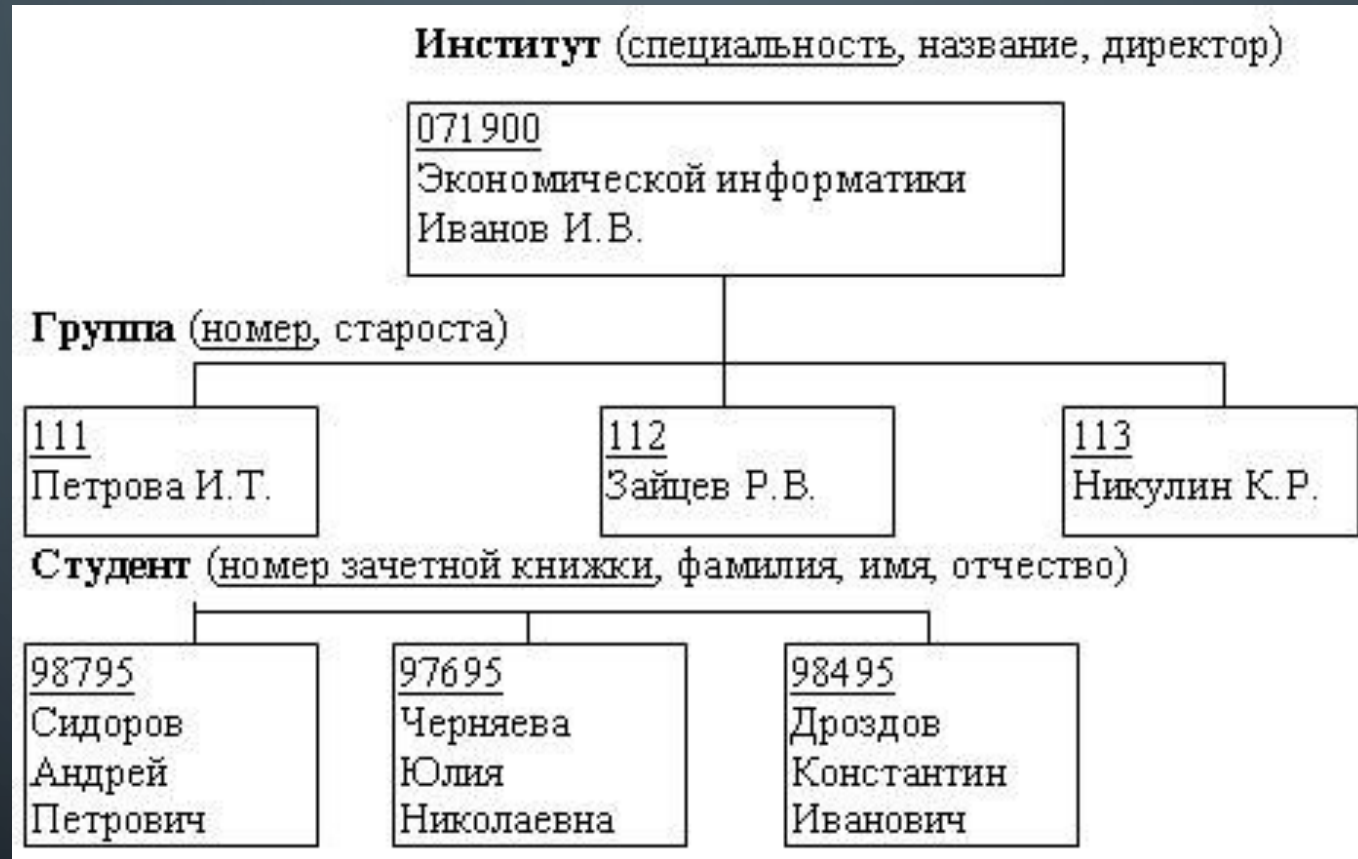 Институт (специальность, название, директор)
071900
Экономической информатики
Иванов И.В.
Группа (номер, староста)
111
Петрова И.Т.
112
Зайцев Р.В.
113
Никулин К.Р.
Студент (номер зачетной книжки, фамилия, имя, отчество)
98795
Сидоров
Андрей
Петрович
97695
Черняева
Юлия
Николаевна
98495
Дроздов
Константин
Иванович